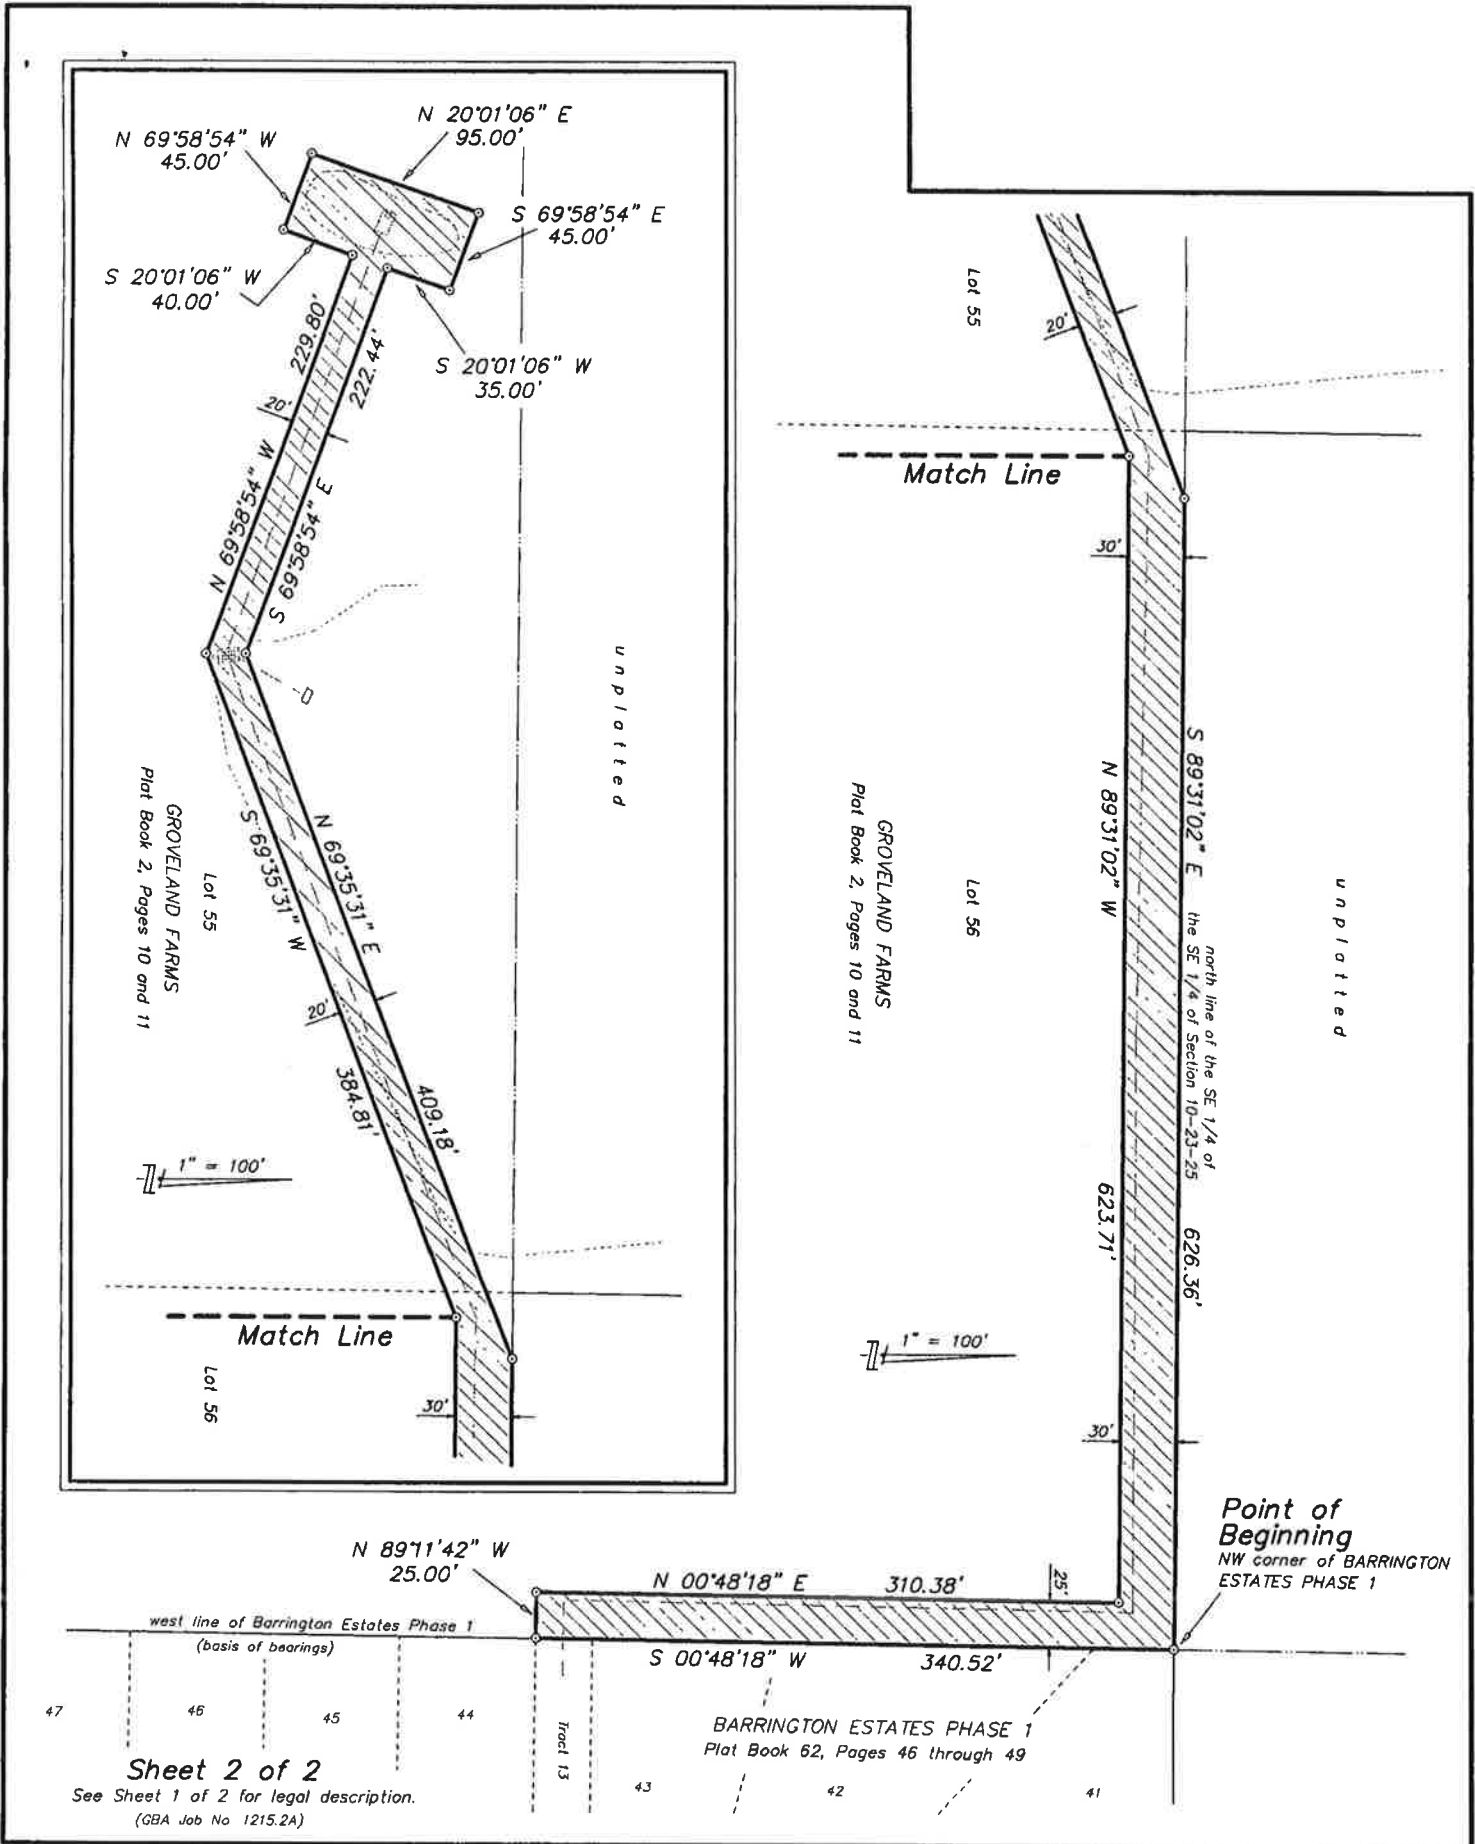 N 20°01'06" E
95.00'
N 69°58'54" W
45.00'
S 69°58'54" E
45.00'
S 20°01'06" W
40.00'
S 20°01'06" W
35.00'
229.80'
222.44'
20'
N 69°58'54" W
S 69°58'54" E
unplatted
GROVELAND FARMS
Plat Book 2, Pages 10 and 11
Lot 55
N 69°35'31" E
S 69°35'31" W
20'
409.18'
384.81'
1" = 100'
Match Line
Lot 56
30'
Lot 55
20'
Match Line
30'
S 89°31'02" E
N 89°31'02" W
north line of the SE 1/4 of
the SE 1/4 of Section 10-23-25
unplatted
GROVELAND FARMS
Plat Book 2, Pages 10 and 11
Lot 56
623.71'
626.36'
1" = 100'
30'
Point of
Beginning
NW corner of BARRINGTON
ESTATES PHASE 1
N 89°11'42" W
25.00'
N 00°48'18" E
310.38'
25'
S 00°48'18" W
340.52'
west line of Barrington Estates Phase 1
(basis of bearings)
47
46
45
44
Tract 13
43
42
41
BARRINGTON ESTATES PHASE 1
Plat Book 62, Pages 46 through 49
Sheet 2 of 2
See Sheet 1 of 2 for legal description.
(GBA Job No 1215.2A)